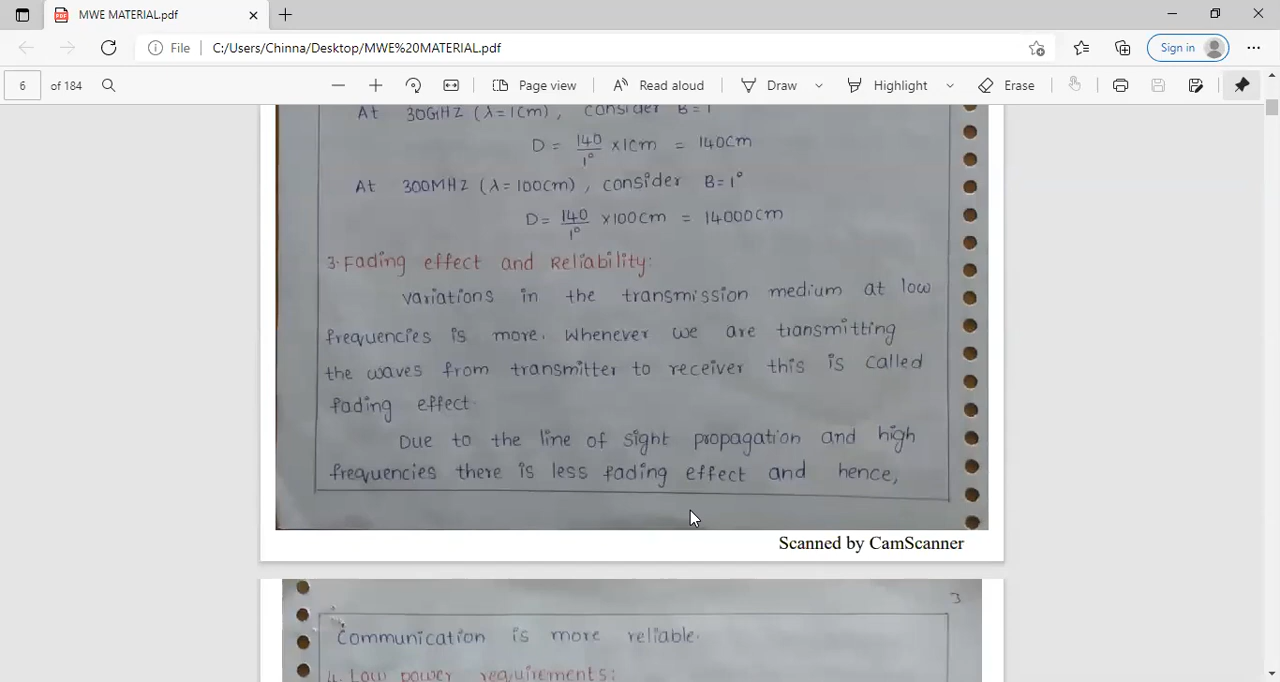 MWE MATERIAL.pdf
File
C:/Users/Chinna/Desktop/MWE%20MATERIAL.pdf
Sign in
6 of 184
Page view
Read aloud
Draw
Highlight
Erase
At 30GHZ (λ=1cm), consider B=1°
D = 140/1° ×1cm = 140cm
At 300MHZ (λ=100cm), consider B=1°
D = 140/1° ×100cm = 14000cm
3. Fading effect and Reliability:
Variations in the transmission medium at low
frequencies is more. Whenever we are transmitting
the waves from transmitter to receiver this is called
fading effect.
Due to the line of sight propagation and high
frequencies there is less fading effect and hence,
Scanned by CamScanner
3
Communication is more reliable.
4. Low power requirements: